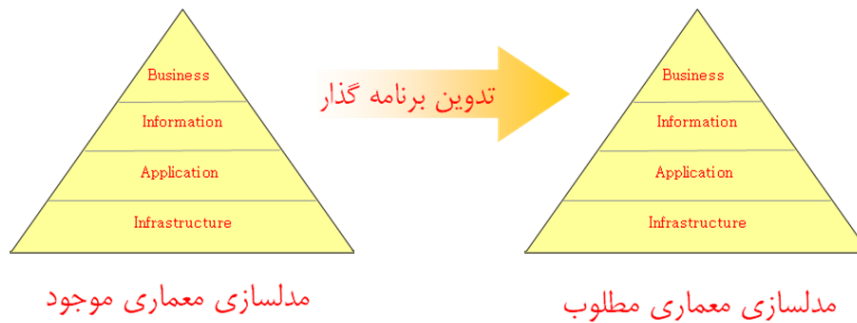 Business
Information
Application
Infrastructure
مدلسازی معماری موجود
تدوین برنامه گذار
Business
Information
Application
Infrastructure
مدلسازی معماری مطلوب